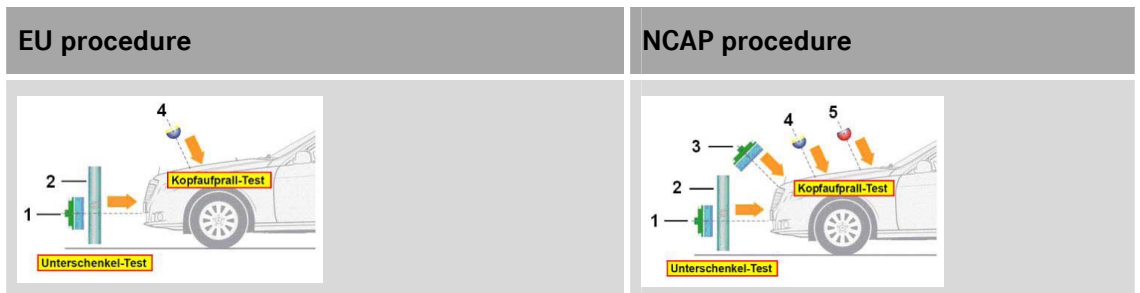 EU procedure
NCAP procedure
4
2
1
Kopfaufprall-Test
Unterschenkel-Test
5
4
3
2
1
Kopfaufprall-Test
Unterschenkel-Test